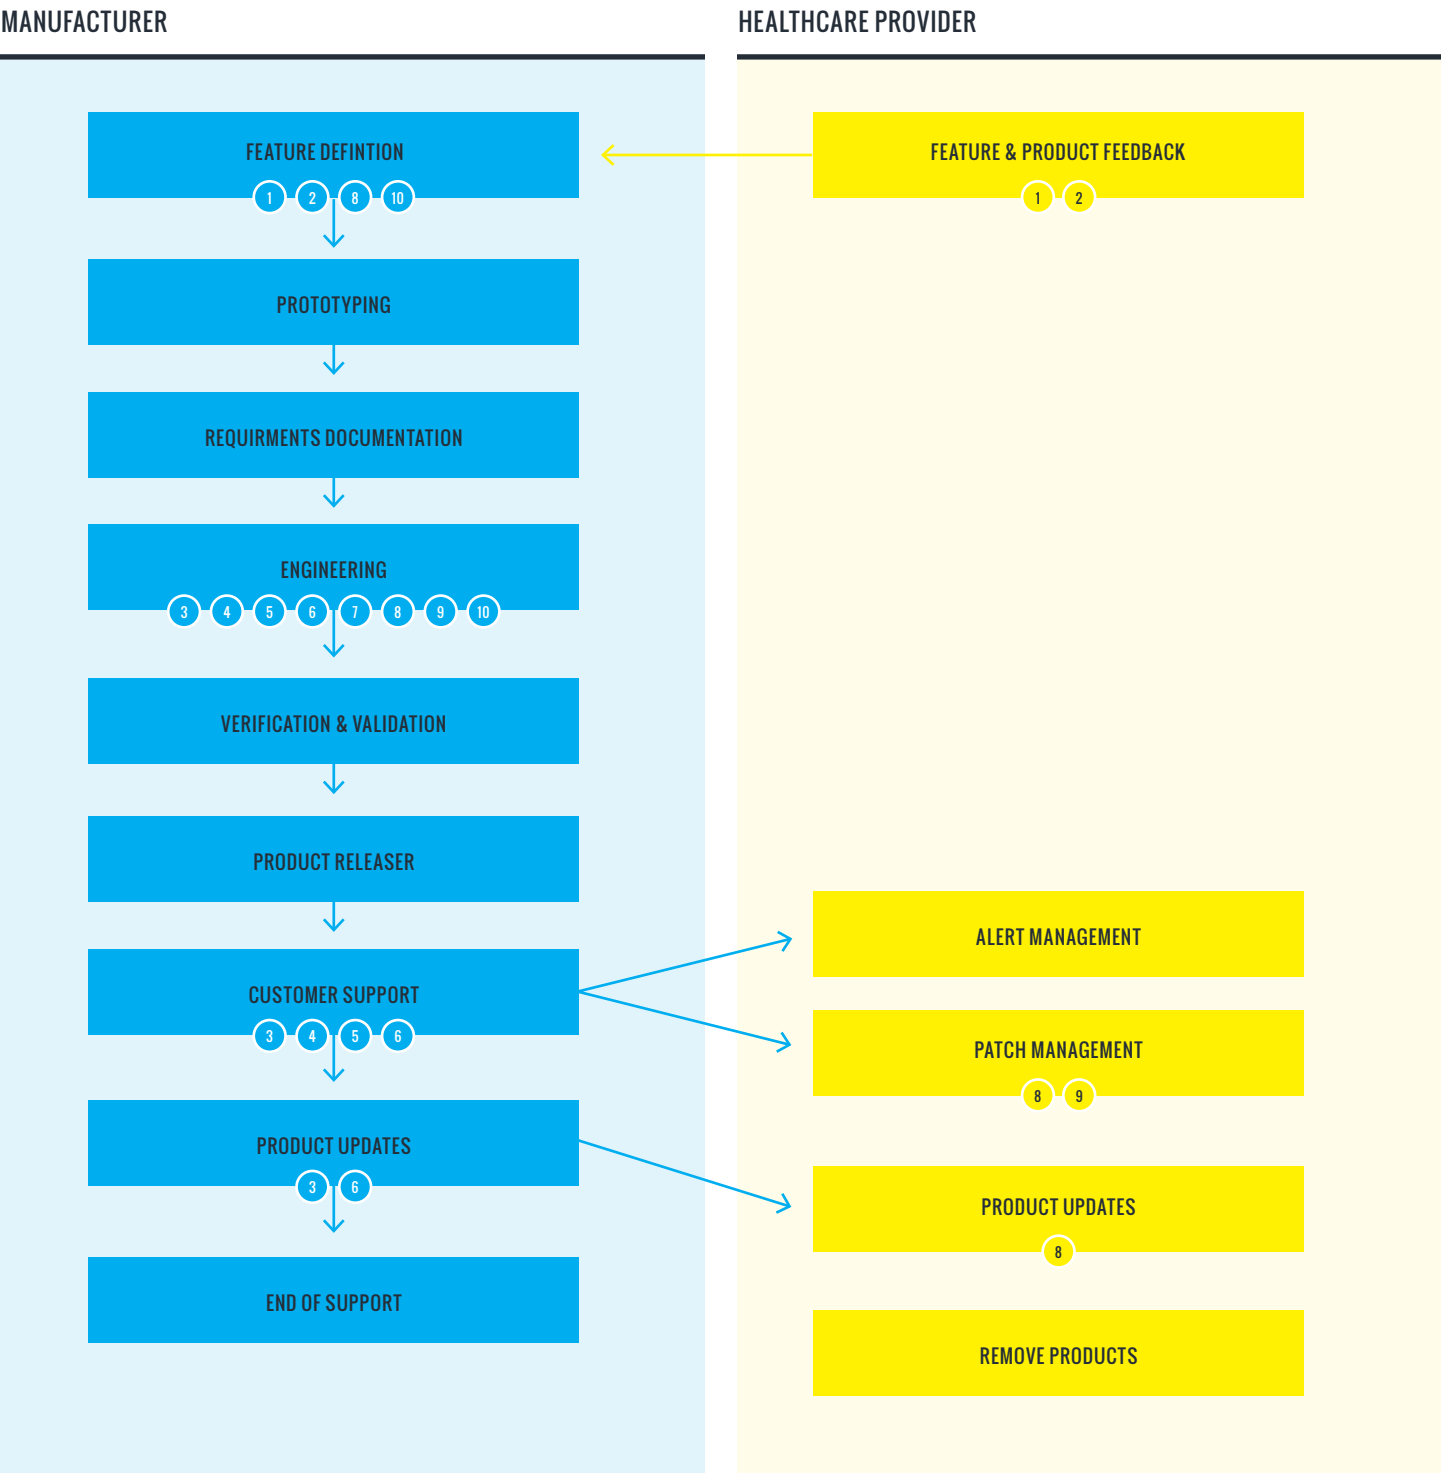 MANUFACTURER
FEATURE DEFINTION
1 2 8 10
PROTOTYPING
REQUIRMENTS DOCUMENTATION
ENGINEERING
3 4 5 6 7 8 9 10
VERIFICATION & VALIDATION
PRODUCT RELEASER
CUSTOMER SUPPORT
3 4 5 6
PRODUCT UPDATES
3 6
END OF SUPPORT
HEALTHCARE PROVIDER
FEATURE & PRODUCT FEEDBACK
1 2
ALERT MANAGEMENT
PATCH MANAGEMENT
8 9
PRODUCT UPDATES
8
REMOVE PRODUCTS